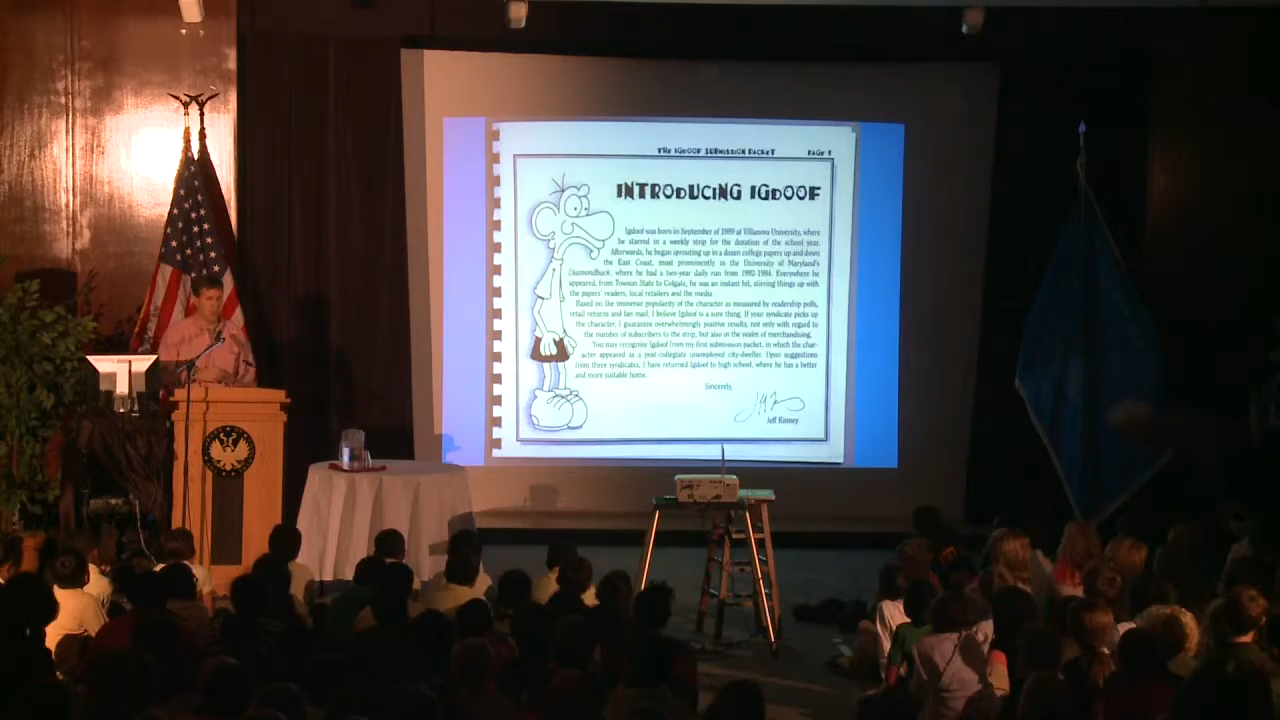 THE IGDOOF SUBMISSION PACKET PAGE 1
INTRODUCING IGDOOF
Igdoof was born in September of 1989 at Villanova University, where
he starred in a weekly strip for the duration of the school year.
Afterwards, he began sprouting up in a dozen college papers up and down
the East Coast, most prominently in the University of Maryland's
Diamondback, where he had a two-year daily run from 1992-1994. Everywhere he
appeared, from Towson State to Colgate, he was an instant hit, stirring things up with
the papers' readers, local retailers and the media.
Based on the immense popularity of the character as measured by readership polls,
retail returns and fan mail, I believe Igdoof is a sure thing. If your syndicate picks up
the character, I guarantee overwhelmingly positive results, not only with regard to
the number of subscribers to the strip, but also in the realm of merchandising.
You may recognize Igdoof from my first submission packet, in which the char-
acter appeared as a post-collegiate unemployed city-dweller. Upon suggestions
from three syndicates, I have returned Igdoof to high school, where he has a better
and more suitable home.
Sincerely,
Jeff Kinney